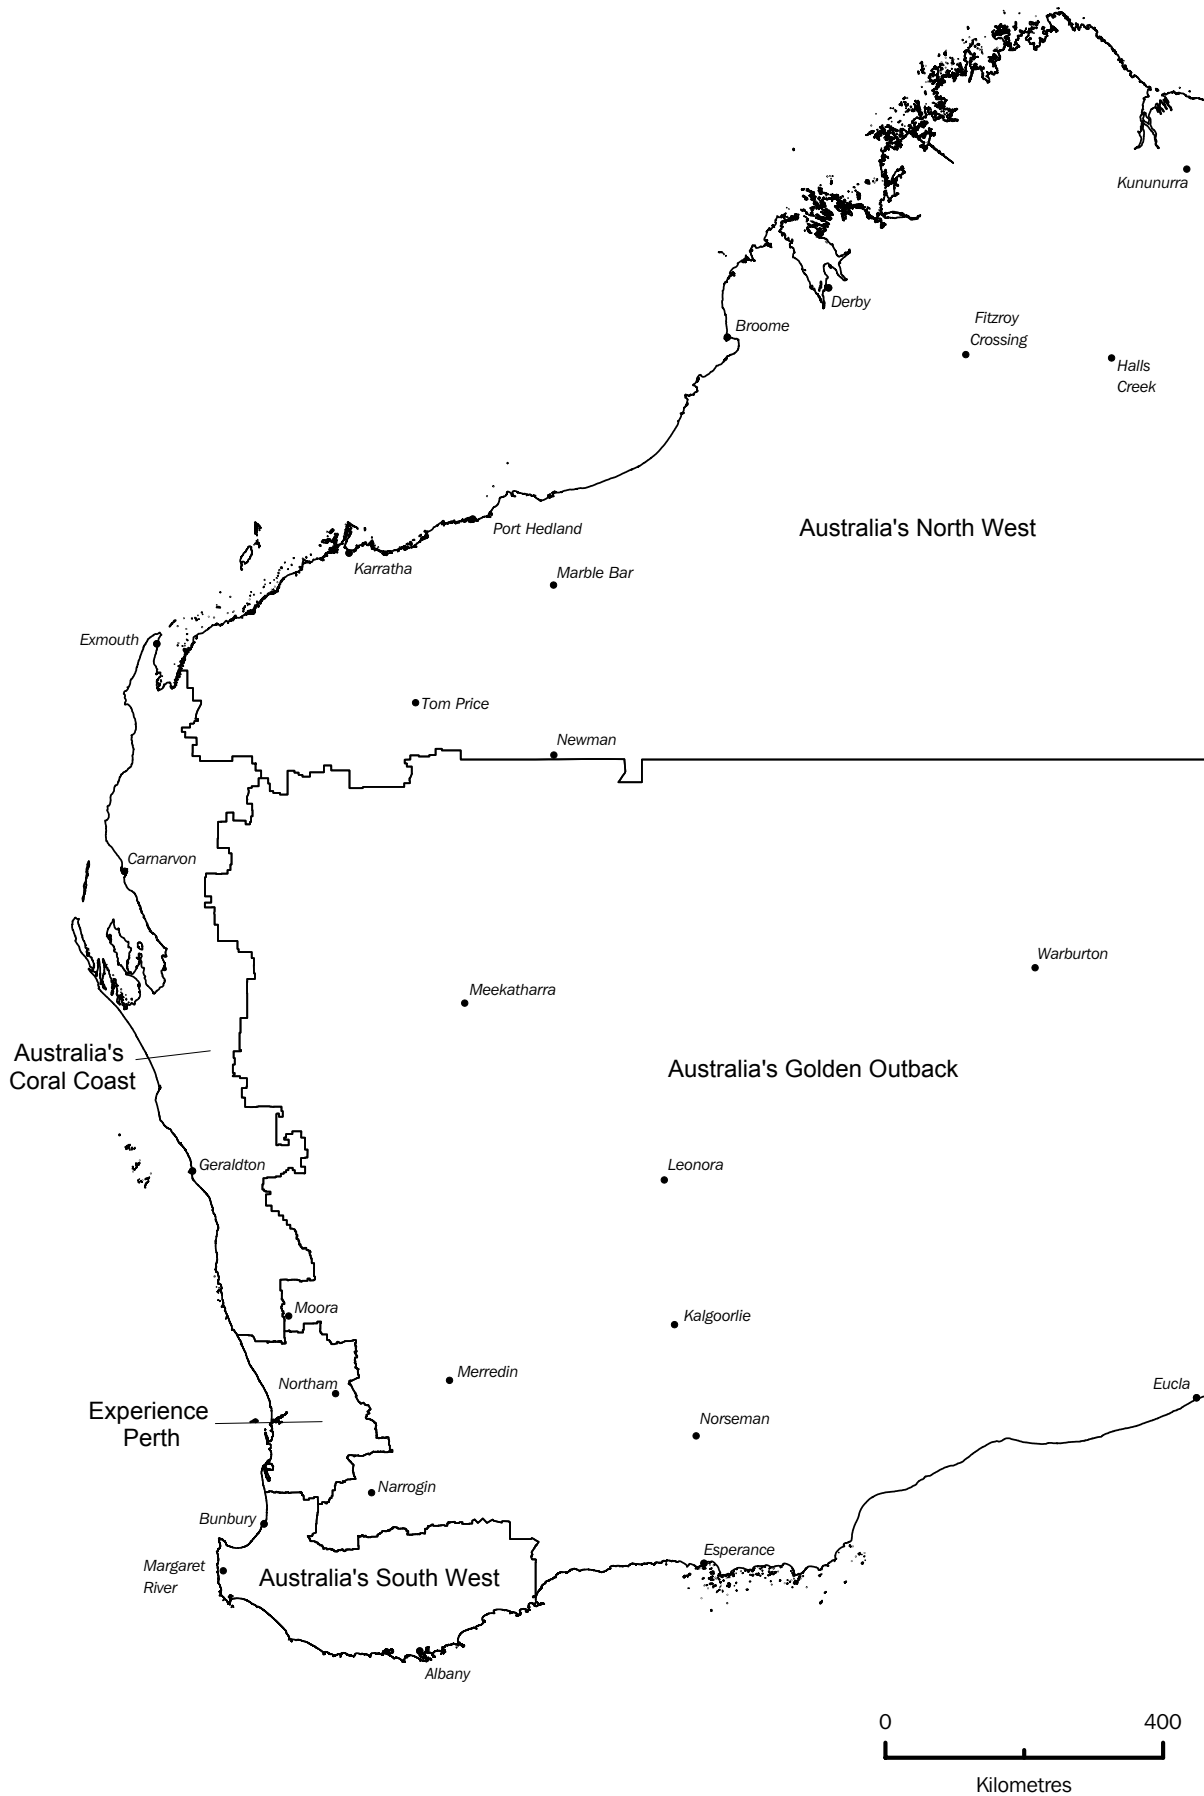 Kununurra
Derby
Broome
Fitzroy
Crossing
Halls
Creek
Port Hedland
Australia's North West
Karratha
Marble Bar
Exmouth
Tom Price
Newman
Carnarvon
Warburton
Meekatharra
Australia's
Coral Coast
Australia's Golden Outback
Geraldton
Leonora
Moora
Kalgoorlie
Merredin
Northam
Eucla
Experience
Perth
Norseman
Narrogin
Bunbury
Esperance
Margaret
River
Australia's South West
Albany
0 400
Kilometres